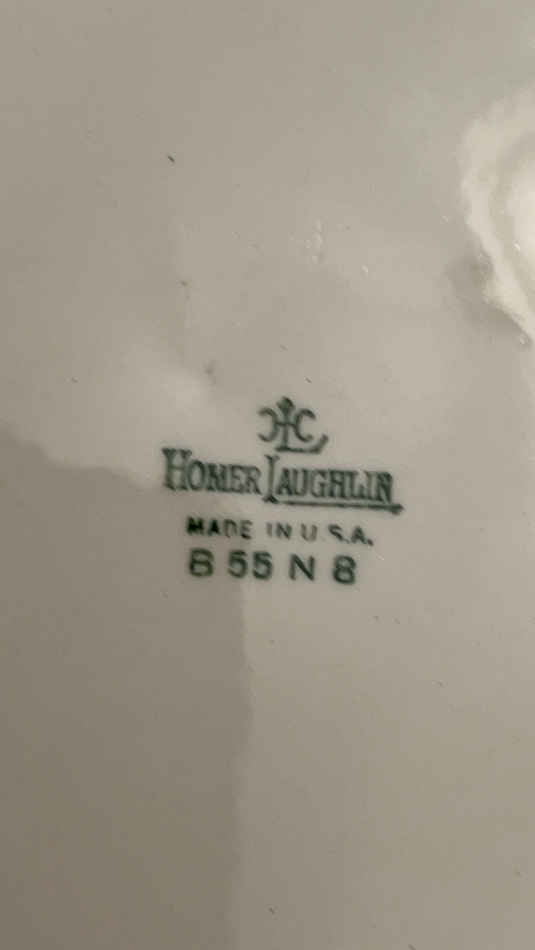 HLC
HOMER LAUGHLIN
MADE IN U.S.A.
B 55 N 8